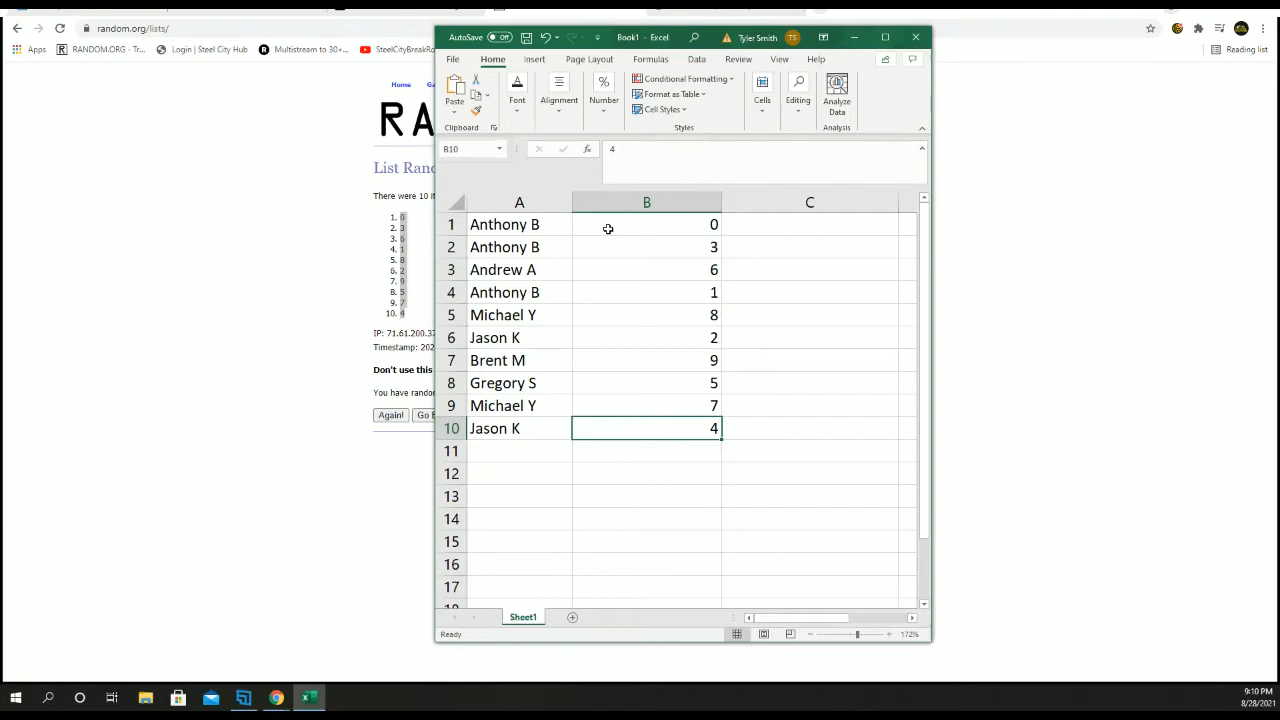 random.org/lists/
Apps
RANDOM.ORG - Tr...
Login | Steel City Hub
Multistream to 30+...
SteelCityBreakRo
Reading list
Home
RA
List Ran
There were 10 it
1. 0
2. 3
3. 6
4. 1
5. 8
6. 2
7. 9
8. 5
9. 7
10. 4
IP: 71.61.200.37
Timestamp: 202
Don't use this
You have rando
Again!
AutoSave Off
Book1 - Excel
Tyler Smith TS
File Home Insert Page Layout Formulas Data Review View Help
Paste
Clipboard
Font
Alignment
Number
Conditional Formatting
Format as Table
Cell Styles
Styles
Cells
Editing
Analyze
Data
Analysis
B10 fx 4
A B C
1 Anthony B 0
2 Anthony B 3
3 Andrew A 6
4 Anthony B 1
5 Michael Y 8
6 Jason K 2
7 Brent M 9
8 Gregory S 5
9 Michael Y 7
10 Jason K 4
11
12
13
14
15
16
17
18
Sheet1
Ready
172%
9:10 PM
8/28/2021